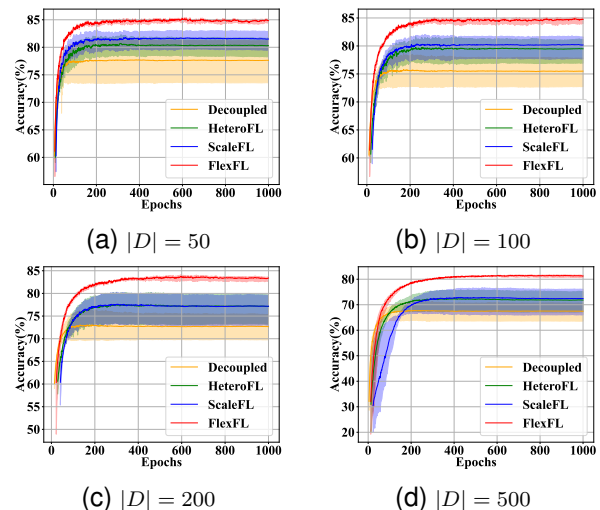 Accuracy(%)
85
80
75
70
65
60
Decoupled
HeteroFL
ScaleFL
FlexFL
0 200 400 600 800 1000
Epochs
(a) |D| = 50
Accuracy(%)
85
80
75
70
65
60
Decoupled
HeteroFL
ScaleFL
FlexFL
0 200 400 600 800 1000
Epochs
(b) |D| = 100
Accuracy(%)
85
80
75
70
65
60
55
50
Decoupled
HeteroFL
ScaleFL
FlexFL
0 200 400 600 800 1000
Epochs
(c) |D| = 200
Accuracy(%)
80
70
60
50
40
30
20
Decoupled
HeteroFL
ScaleFL
FlexFL
0 200 400 600 800 1000
Epochs
(d) |D| = 500